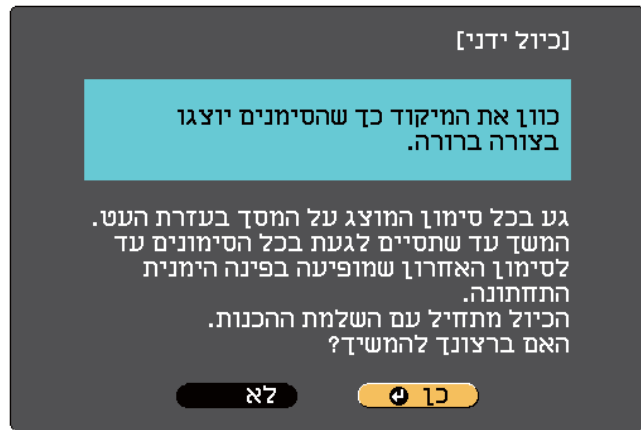 [כיול ידני]
כוון את המיקוד כך שהסימנים יוצגו
בצורה ברורה.
גע בכל סימון המוצג על המסך בעזרת העט.
המשך עד שתסיים לגעת בכל הסימונים עד
לסימון האחרון שמופיעה בפינה הימנית
התחתונה.
הכיול מתחיל עם השלמת ההכנות.
האם ברצונך להמשיך?
כן
לא